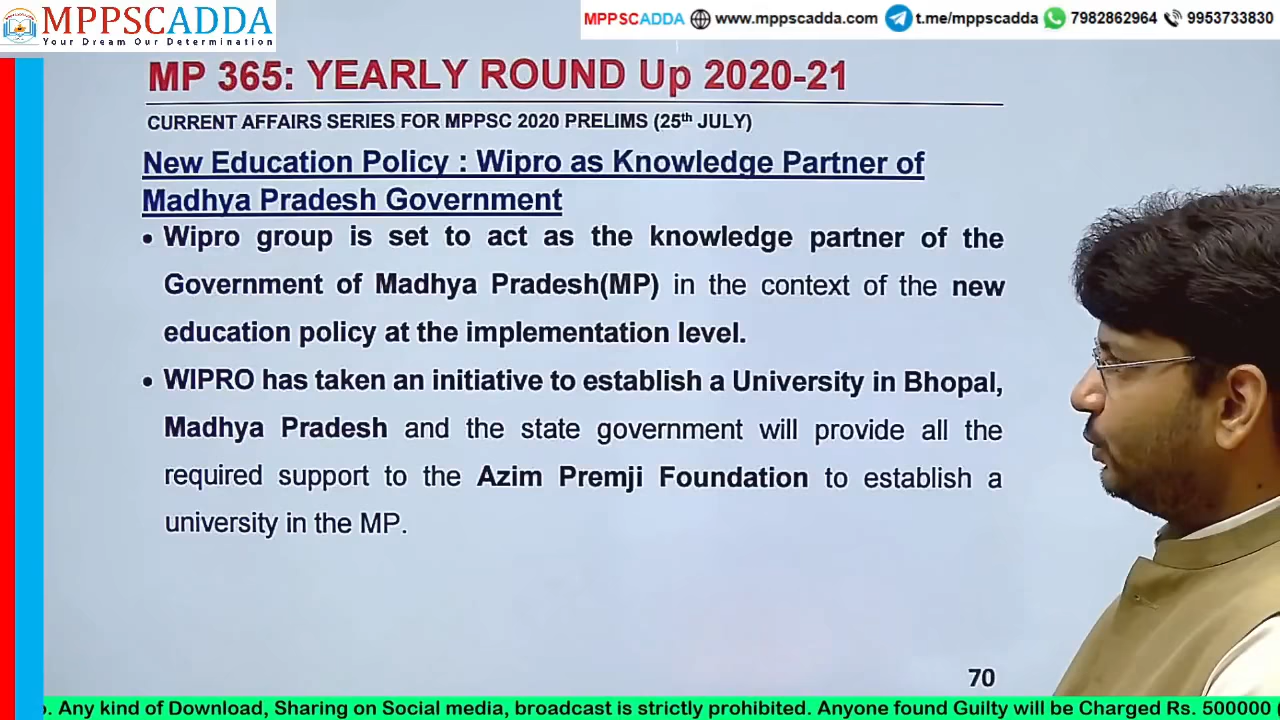 MPPSCADDA
Your Dream Our Determination
MPPSCADDA www.mppscadda.com t.me/mppscadda 7982862964 9953733830
MP 365: YEARLY ROUND Up 2020-21
CURRENT AFFAIRS SERIES FOR MPPSC 2020 PRELIMS (25th JULY)
New Education Policy : Wipro as Knowledge Partner of
Madhya Pradesh Government
• Wipro group is set to act as the knowledge partner of the
Government of Madhya Pradesh(MP) in the context of the new
education policy at the implementation level.
• WIPRO has taken an initiative to establish a University in Bhopal,
Madhya Pradesh and the state government will provide all the
required support to the Azim Premji Foundation to establish a
university in the MP.
70
o. Any kind of Download, Sharing on Social media, broadcast is strictly prohibited. Anyone found Guilty will be Charged Rs. 500000